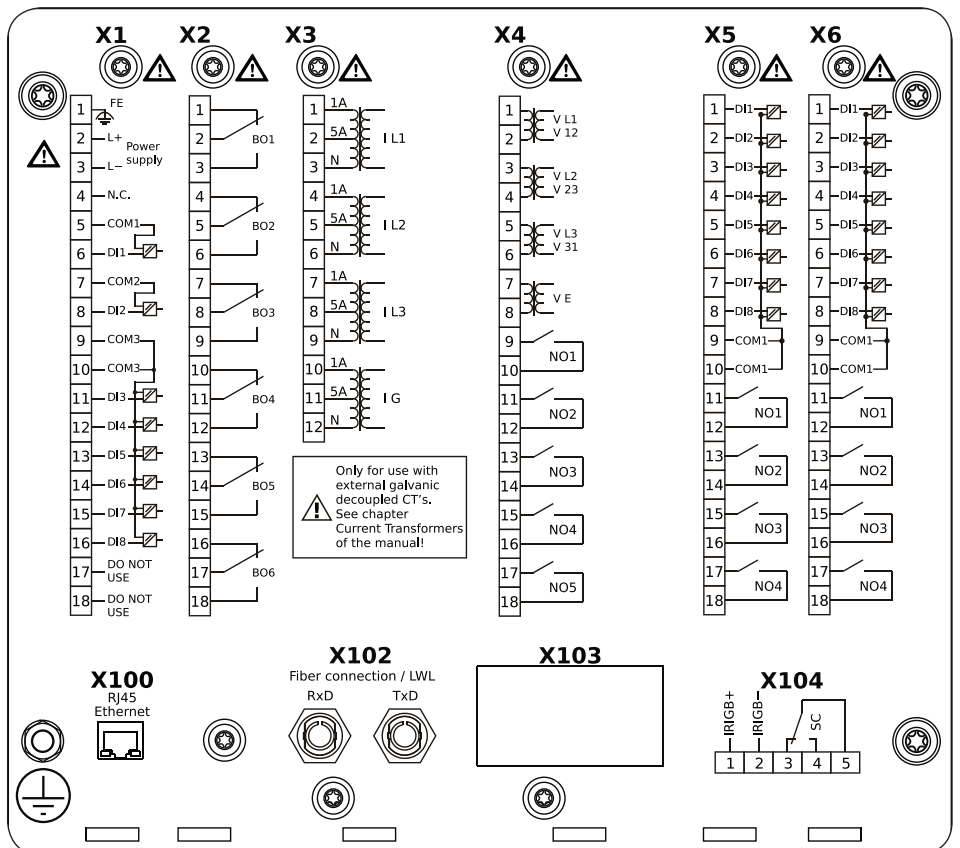 X1
1 FE
2 L+
Power supply
3 L−
4 N.C.
5 COM1
6 DI1
7 COM2
8 DI2
9 COM3
10 COM3
11 DI3
12 DI4
13 DI5
14 DI6
15 DI7
16 DI8
17 DO NOT USE
18 DO NOT USE
X2
1
2 BO1
3
4
5 BO2
6
7
8 BO3
9
10
11 BO4
12
13
14 BO5
15
16
17 BO6
18
X3
1 1A
2 5A I L1
3 N
4 1A
5 5A I L2
6 N
7 1A
8 5A I L3
9 N
10 1A
11 5A I G
12 N
Only for use with
external galvanic
decoupled CT's.
See chapter
Current Transformers
of the manual!
X4
1 V L1
2 V 12
3 V L2
4 V 23
5 V L3
6 V 31
7 V E
8
9 NO1
10
11 NO2
12
13 NO3
14
15 NO4
16
17 NO5
18
X5
1 DI1
2 DI2
3 DI3
4 DI4
5 DI5
6 DI6
7 DI7
8 DI8
9 COM1
10 COM1
11 NO1
12
13 NO2
14
15 NO3
16
17 NO4
18
X6
1 DI1
2 DI2
3 DI3
4 DI4
5 DI5
6 DI6
7 DI7
8 DI8
9 COM1
10 COM1
11 NO1
12
13 NO2
14
15 NO3
16
17 NO4
18
X100
RJ45
Ethernet
X102
Fiber connection / LWL
RxD TxD
X103
X104
IRIGB+ IRIGB− SC
1 2 3 4 5